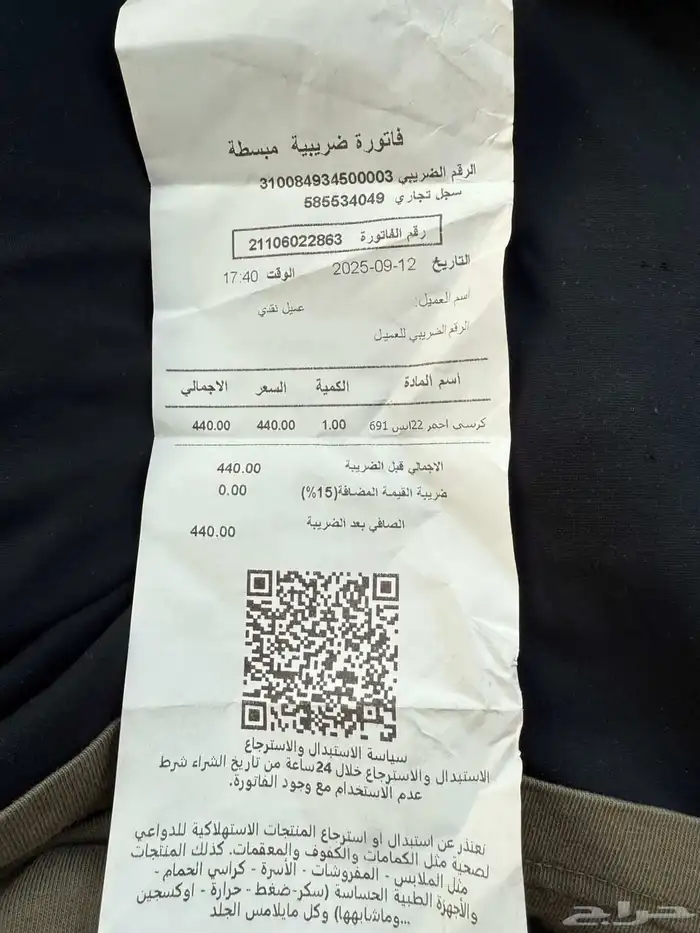 فاتورة ضريبية مبسطة
الرقم الضريبي 310084934500003
سجل تجاري 585534049
رقم الفاتورة 21106022863
التاريخ 2025-09-12 الوقت 17:40
اسم العميل: عميل نقدي
الرقم الضريبي للعميل
اسم المادة الكمية السعر الاجمالي
كرسي احمر 22انس 691 1.00 440.00 440.00
الاجمالي قبل الضريبة 440.00
ضريبة القيمة المضافة(15%) 0.00
الصافي بعد الضريبة 440.00
سياسة الاستبدال والاسترجاع
الاستبدال والاسترجاع خلال 24ساعة من تاريخ الشراء شرط
عدم الاستخدام مع وجود الفاتورة.
نعتذر عن استبدال او استرجاع المنتجات الاستهلاكية للدواعي
لصحية مثل الكمامات والكفوف والمعقمات. كذلك المنتجات
مثل الملابس - المفروشات - الأسرة - كراسي الحمام -
والأجهزة الطبية الحساسة (سكر-ضغط - حرارة - اوكسجين
...وماشابهها) وكل مايلامس الجلد
حراج